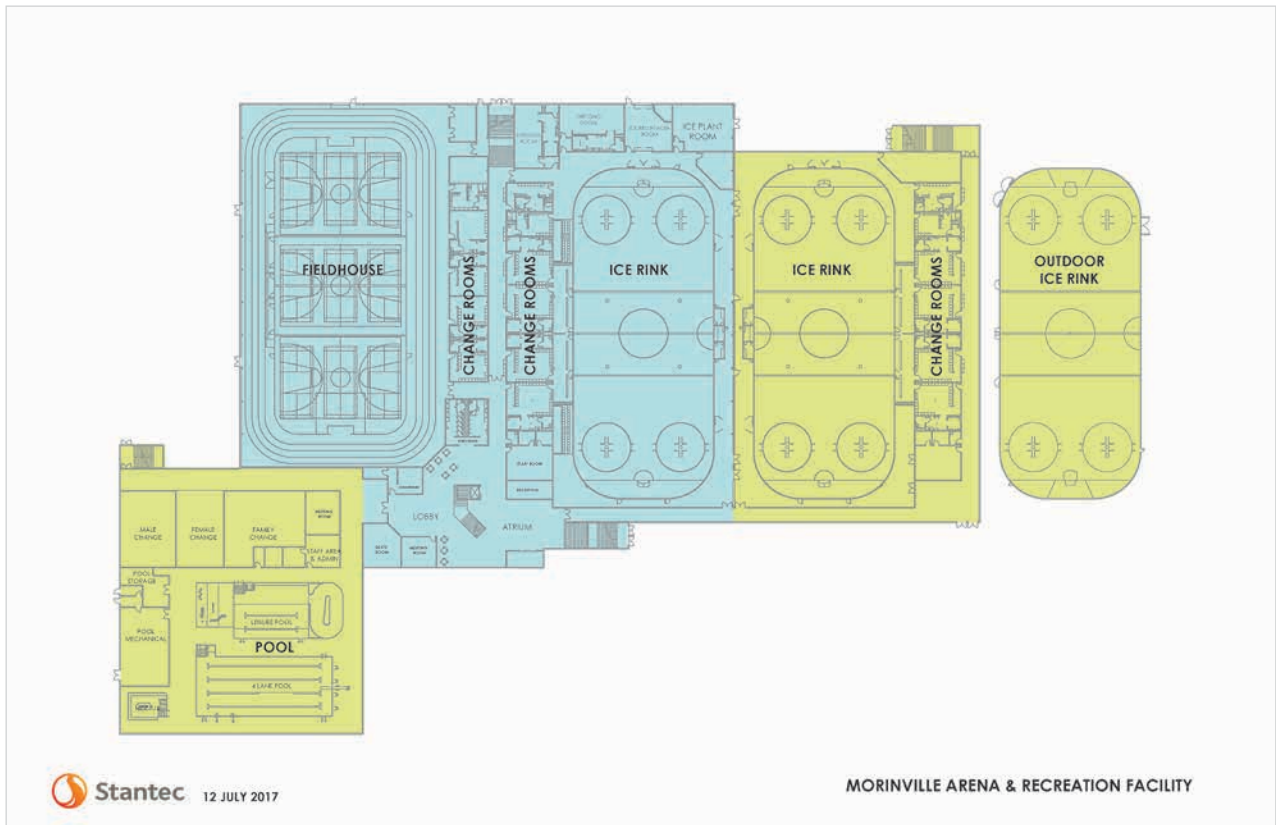 ICE PLANT
ROOM
FIELDHOUSE
CHANGE ROOMS
CHANGE ROOMS
ICE RINK
ICE RINK
CHANGE ROOMS
OUTDOOR
ICE RINK
LOBBY
ATRIUM
MALE
CHANGE
FEMALE
CHANGE
FAMILY
CHANGE
STAFF AREA
& ADMIN
POOL
STORAGE
POOL
MECHANICAL
LEISURE POOL
POOL
LANE POOL
Stantec
12 JULY 2017
MORINVILLE ARENA & RECREATION FACILITY